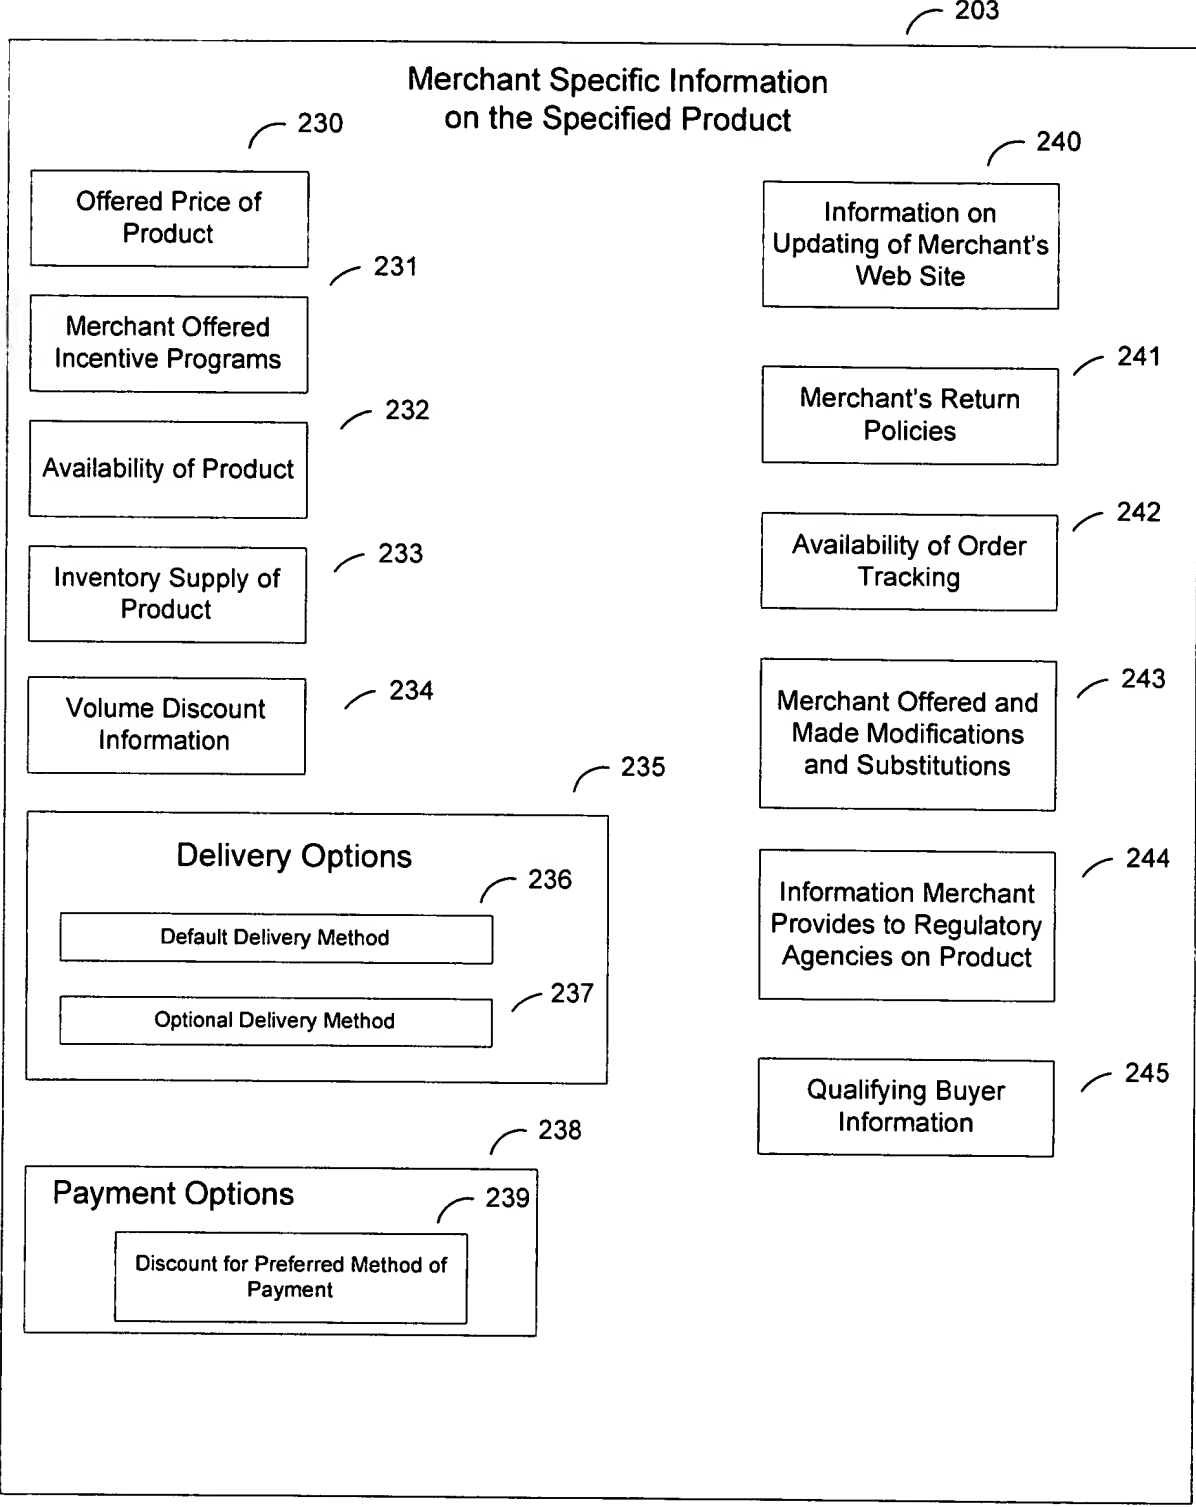 203
Merchant Specific Information
on the Specified Product
230
Offered Price of
Product
231
Merchant Offered
Incentive Programs
232
Availability of Product
233
Inventory Supply of
Product
234
Volume Discount
Information
235
Delivery Options
236
Default Delivery Method
237
Optional Delivery Method
238
Payment Options
239
Discount for Preferred Method of
Payment
240
Information on
Updating of Merchant's
Web Site
241
Merchant's Return
Policies
242
Availability of Order
Tracking
243
Merchant Offered and
Made Modifications
and Substitutions
244
Information Merchant
Provides to Regulatory
Agencies on Product
245
Qualifying Buyer
Information